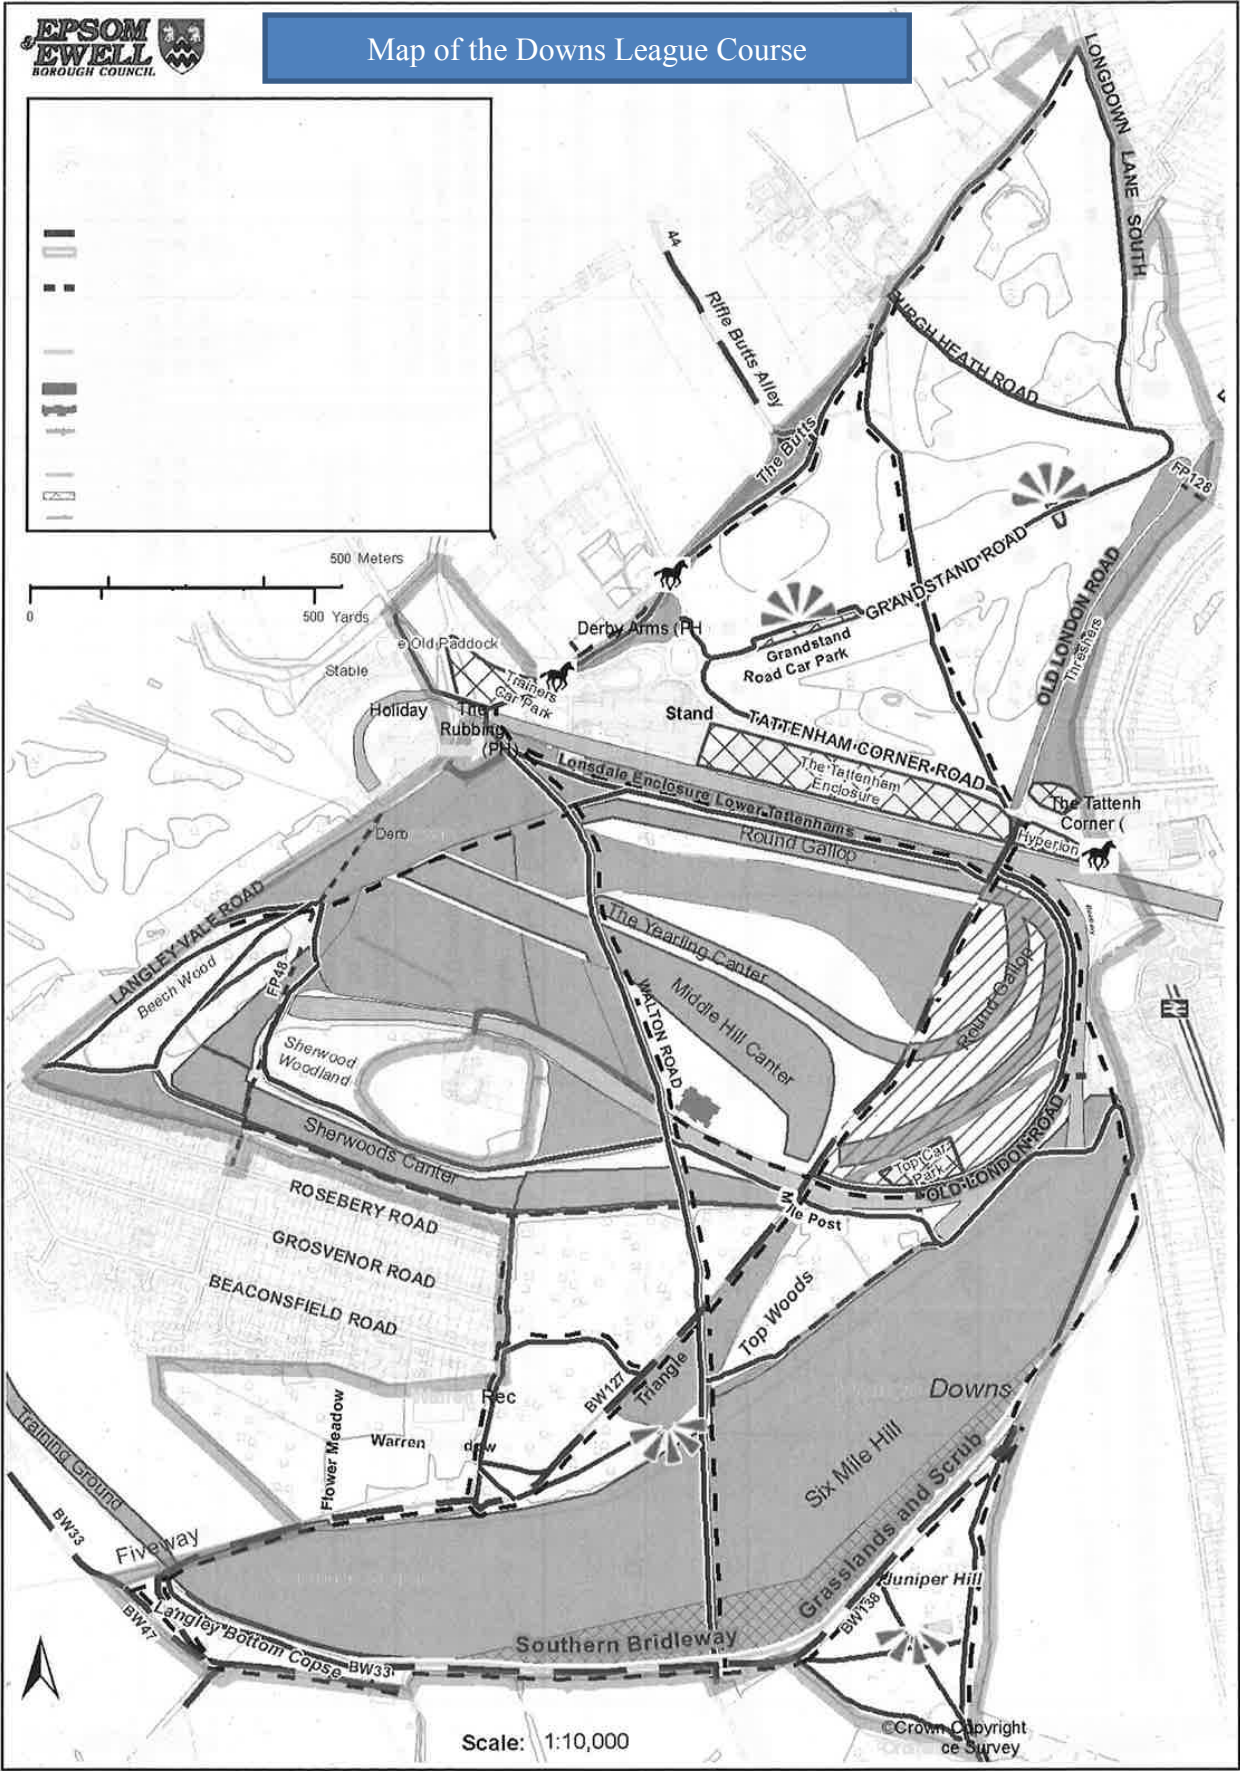 EPSOM
& EWELL
BOROUGH COUNCIL
Map of the Downs League Course
LONGDOWN LANE SOUTH
44
Rifle Butts Alley
BURGH HEATH ROAD
The Butts
FP128
500 Meters
0
500 Yards
GRANDSTAND ROAD
OLD LONDON ROAD
Threshers
Derby Arms (PH
Grandstand
Road Car Park
e Old Paddock
Stable
Trainers
Car Park
Holiday
The
Rubbing
(PH)
Stand
TATTENHAM CORNER ROAD
The Tattenham
Enclosure
Lonsdale Enclosure Lower Tattenhams
The Tattenh
Corner (
Hyperion
Round Gallop
Derb
LANGLEY VALE ROAD
Beech Wood
FP48
The Yearling Canter
Middle Hill Canter
WALTON ROAD
Round Gallop
Sherwood
Woodland
Sherwoods Canter
Top Car
Park
OLD LONDON ROAD
Mile Post
ROSEBERY ROAD
GROSVENOR ROAD
BEACONSFIELD ROAD
Top Woods
BW127
Triangle
Downs
Rec
Flower Meadow
Warren
dow
Six Mile Hill
Training Ground
BW33
Fiveway
Grasslands and Scrub
Juniper Hill
BW138
BW47
Langley Bottom Copse
BW33
Southern Bridleway
Scale: 1:10,000
©Crown Copyright
ce Survey